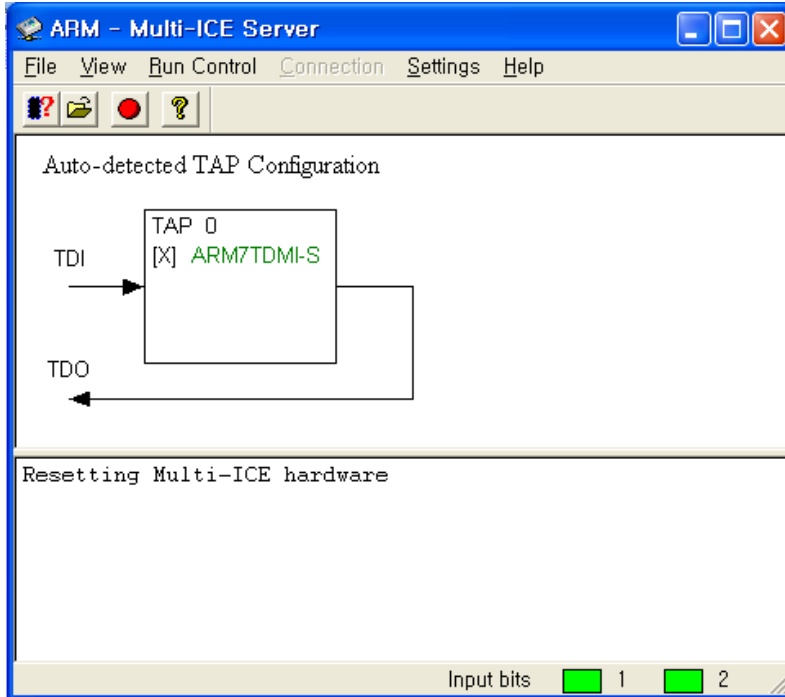 ARM - Multi-ICE Server
File View Run Control Connection Settings Help
Auto-detected TAP Configuration
TAP 0
TDI
[X] ARM7TDMI-S
TDO
Resetting Multi-ICE hardware
Input bits 1 2